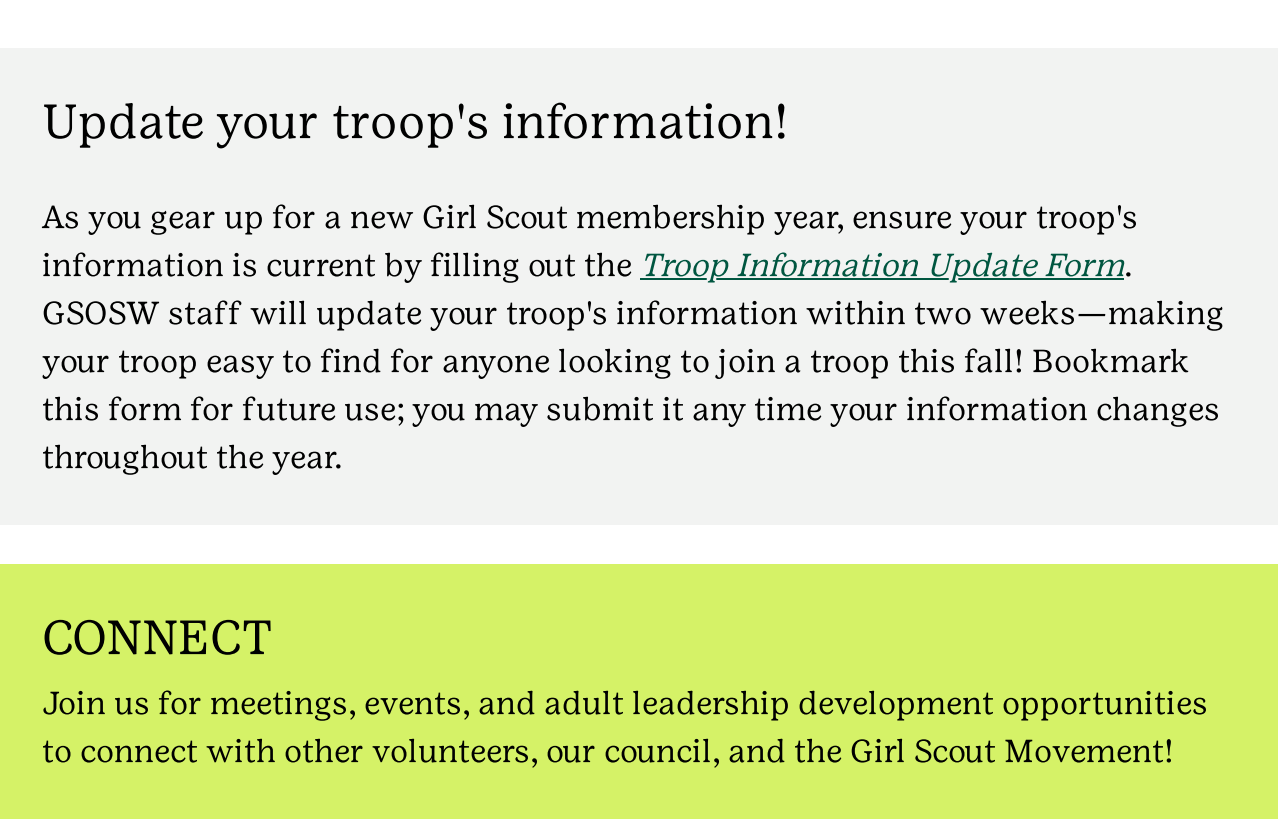 Update your troop's information!
As you gear up for a new Girl Scout membership year, ensure your troop's
information is current by filling out the Troop Information Update Form.
GSOSW staff will update your troop's information within two weeks—making
your troop easy to find for anyone looking to join a troop this fall! Bookmark
this form for future use; you may submit it any time your information changes
throughout the year.
CONNECT
Join us for meetings, events, and adult leadership development opportunities
to connect with other volunteers, our council, and the Girl Scout Movement!